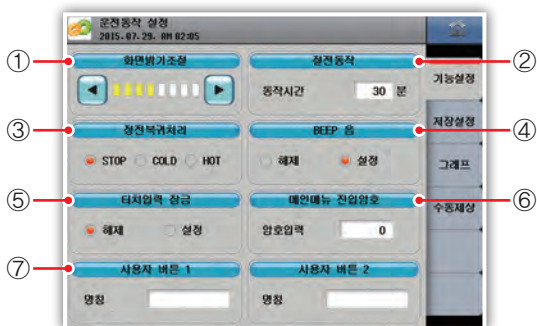 운전동작 설정
2015. 07. 29. AM 02:05
① 화면밝기조절 절전동작 ②
동작시간 30 분
기능설정
③ 정전복귀처리 BEEP 음 ④
저장설정
STOP COLD HOT 해제 설정
그래프
⑤ 터치입력 잠금 메인메뉴 진입암호 ⑥
수동재상
해제 설정 암호입력 0
⑦ 사용자 버튼 1 사용자 버튼 2
명칭 명칭